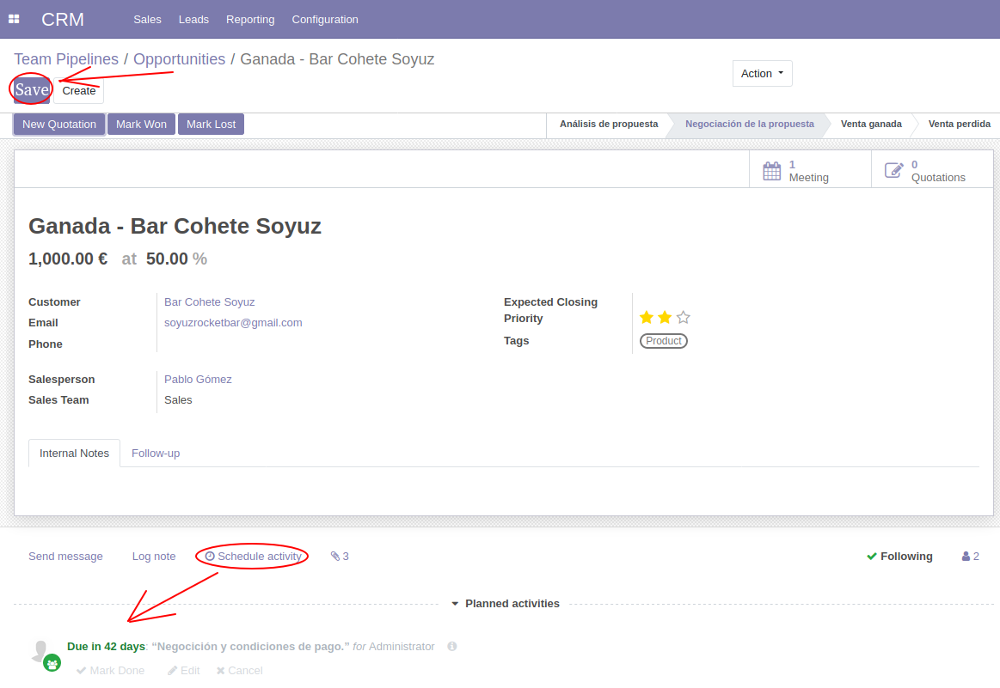 CRM Sales Leads Reporting Configuration
Team Pipelines / Opportunities / Ganada - Bar Cohete Soyuz
Action
Save Create
New Quotation Mark Won Mark Lost Análisis de propuesta Negociación de la propuesta Venta ganada Venta perdida
1 Meeting
0 Quotations
Ganada - Bar Cohete Soyuz
1,000.00 € at 50.00 %
Customer Bar Cohete Soyuz
Email soyuzrocketbar@gmail.com
Phone
Expected Closing
Priority
Tags Product
Salesperson Pablo Gómez
Sales Team Sales
Internal Notes Follow-up
Send message Log note Schedule activity 3 Following 2
Planned activities
Due in 42 days: “Negocición y condiciones de pago.” for Administrator
Mark Done Edit Cancel